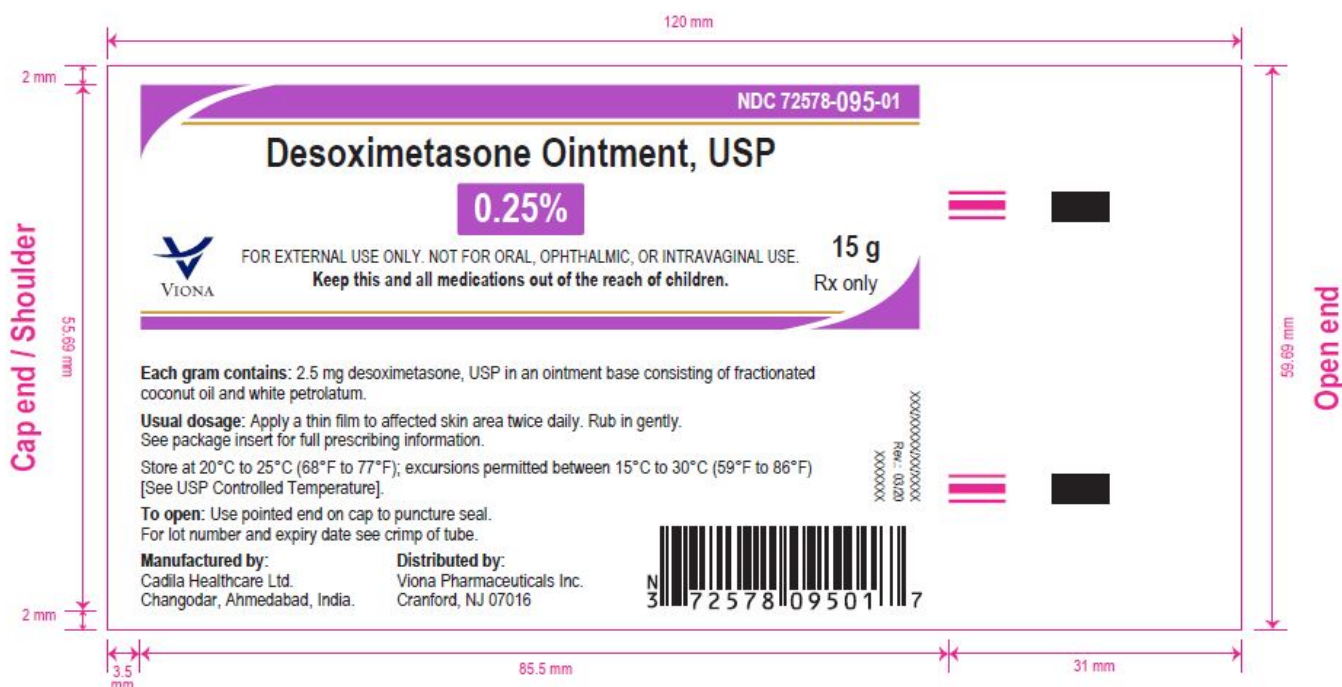 120 mm
2 mm
NDC 72578-095-01
Desoximetasone Ointment, USP
0.25%
15 g
FOR EXTERNAL USE ONLY. NOT FOR ORAL, OPHTHALMIC, OR INTRAVAGINAL USE.
Keep this and all medications out of the reach of children.
Rx only
VIONA
Cap end / Shoulder
55.69 mm
59.69 mm
Open end
Each gram contains: 2.5 mg desoximetasone, USP in an ointment base consisting of fractionated
coconut oil and white petrolatum.
Usual dosage: Apply a thin film to affected skin area twice daily. Rub in gently.
See package insert for full prescribing information.
Store at 20°C to 25°C (68°F to 77°F); excursions permitted between 15°C to 30°C (59°F to 86°F)
[See USP Controlled Temperature].
To open: Use pointed end on cap to puncture seal.
For lot number and expiry date see crimp of tube.
Manufactured by:
Cadila Healthcare Ltd.
Changodar, Ahmedabad, India.
Distributed by:
Viona Pharmaceuticals Inc.
Cranford, NJ 07016
Rev.: 03/20
XXXXXXX
N
3 72578 09501 7
2 mm
3.5
mm
85.5 mm
31 mm